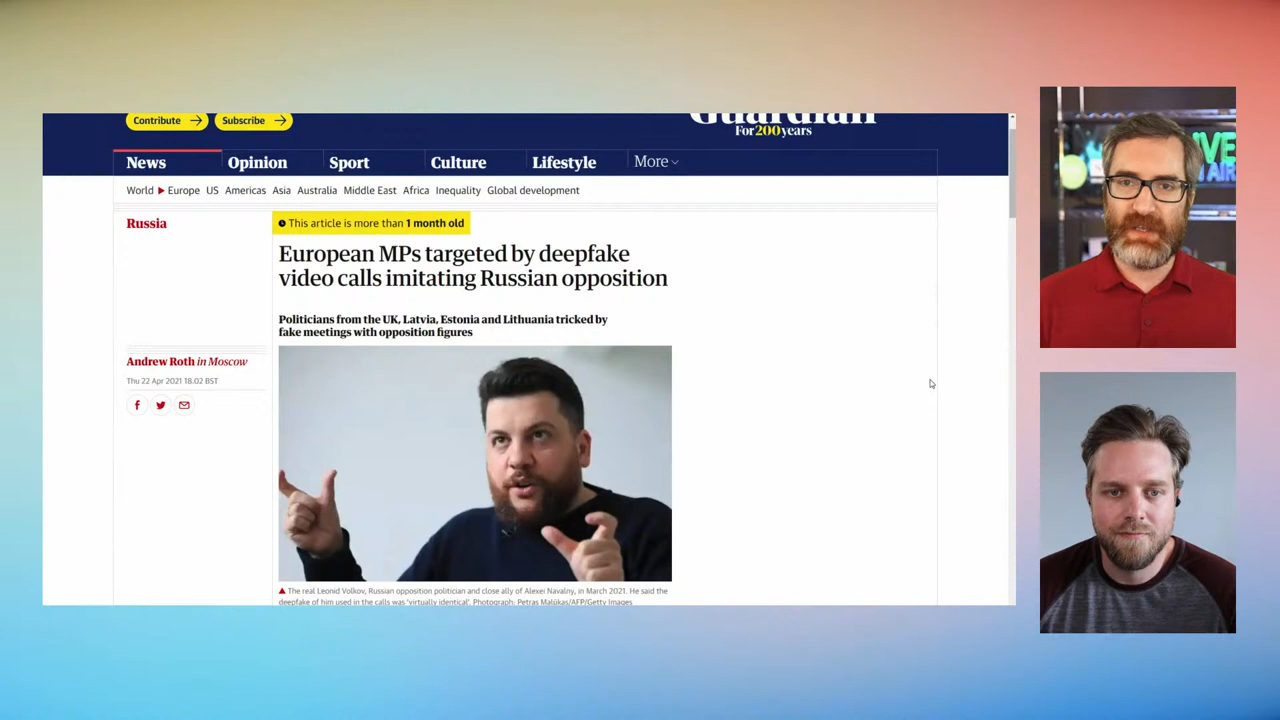 Contribute
Subscribe
Guardian
For 200 years
News
Opinion
Sport
Culture
Lifestyle
More
World
Europe
US
Americas
Asia
Australia
Middle East
Africa
Inequality
Global development
Russia
This article is more than 1 month old
European MPs targeted by deepfake
video calls imitating Russian opposition
Politicians from the UK, Latvia, Estonia and Lithuania tricked by
fake meetings with opposition figures
Andrew Roth in Moscow
Thu 22 Apr 2021 18.02 BST
The real Leonid Volkov, Russian opposition politician and close ally of Alexei Navalny, in March 2021. He said the
deepfake of him used in the calls was 'virtually identical'. Photograph: Petras Malūkas/AFP/Getty Images
LIVE
N AIR